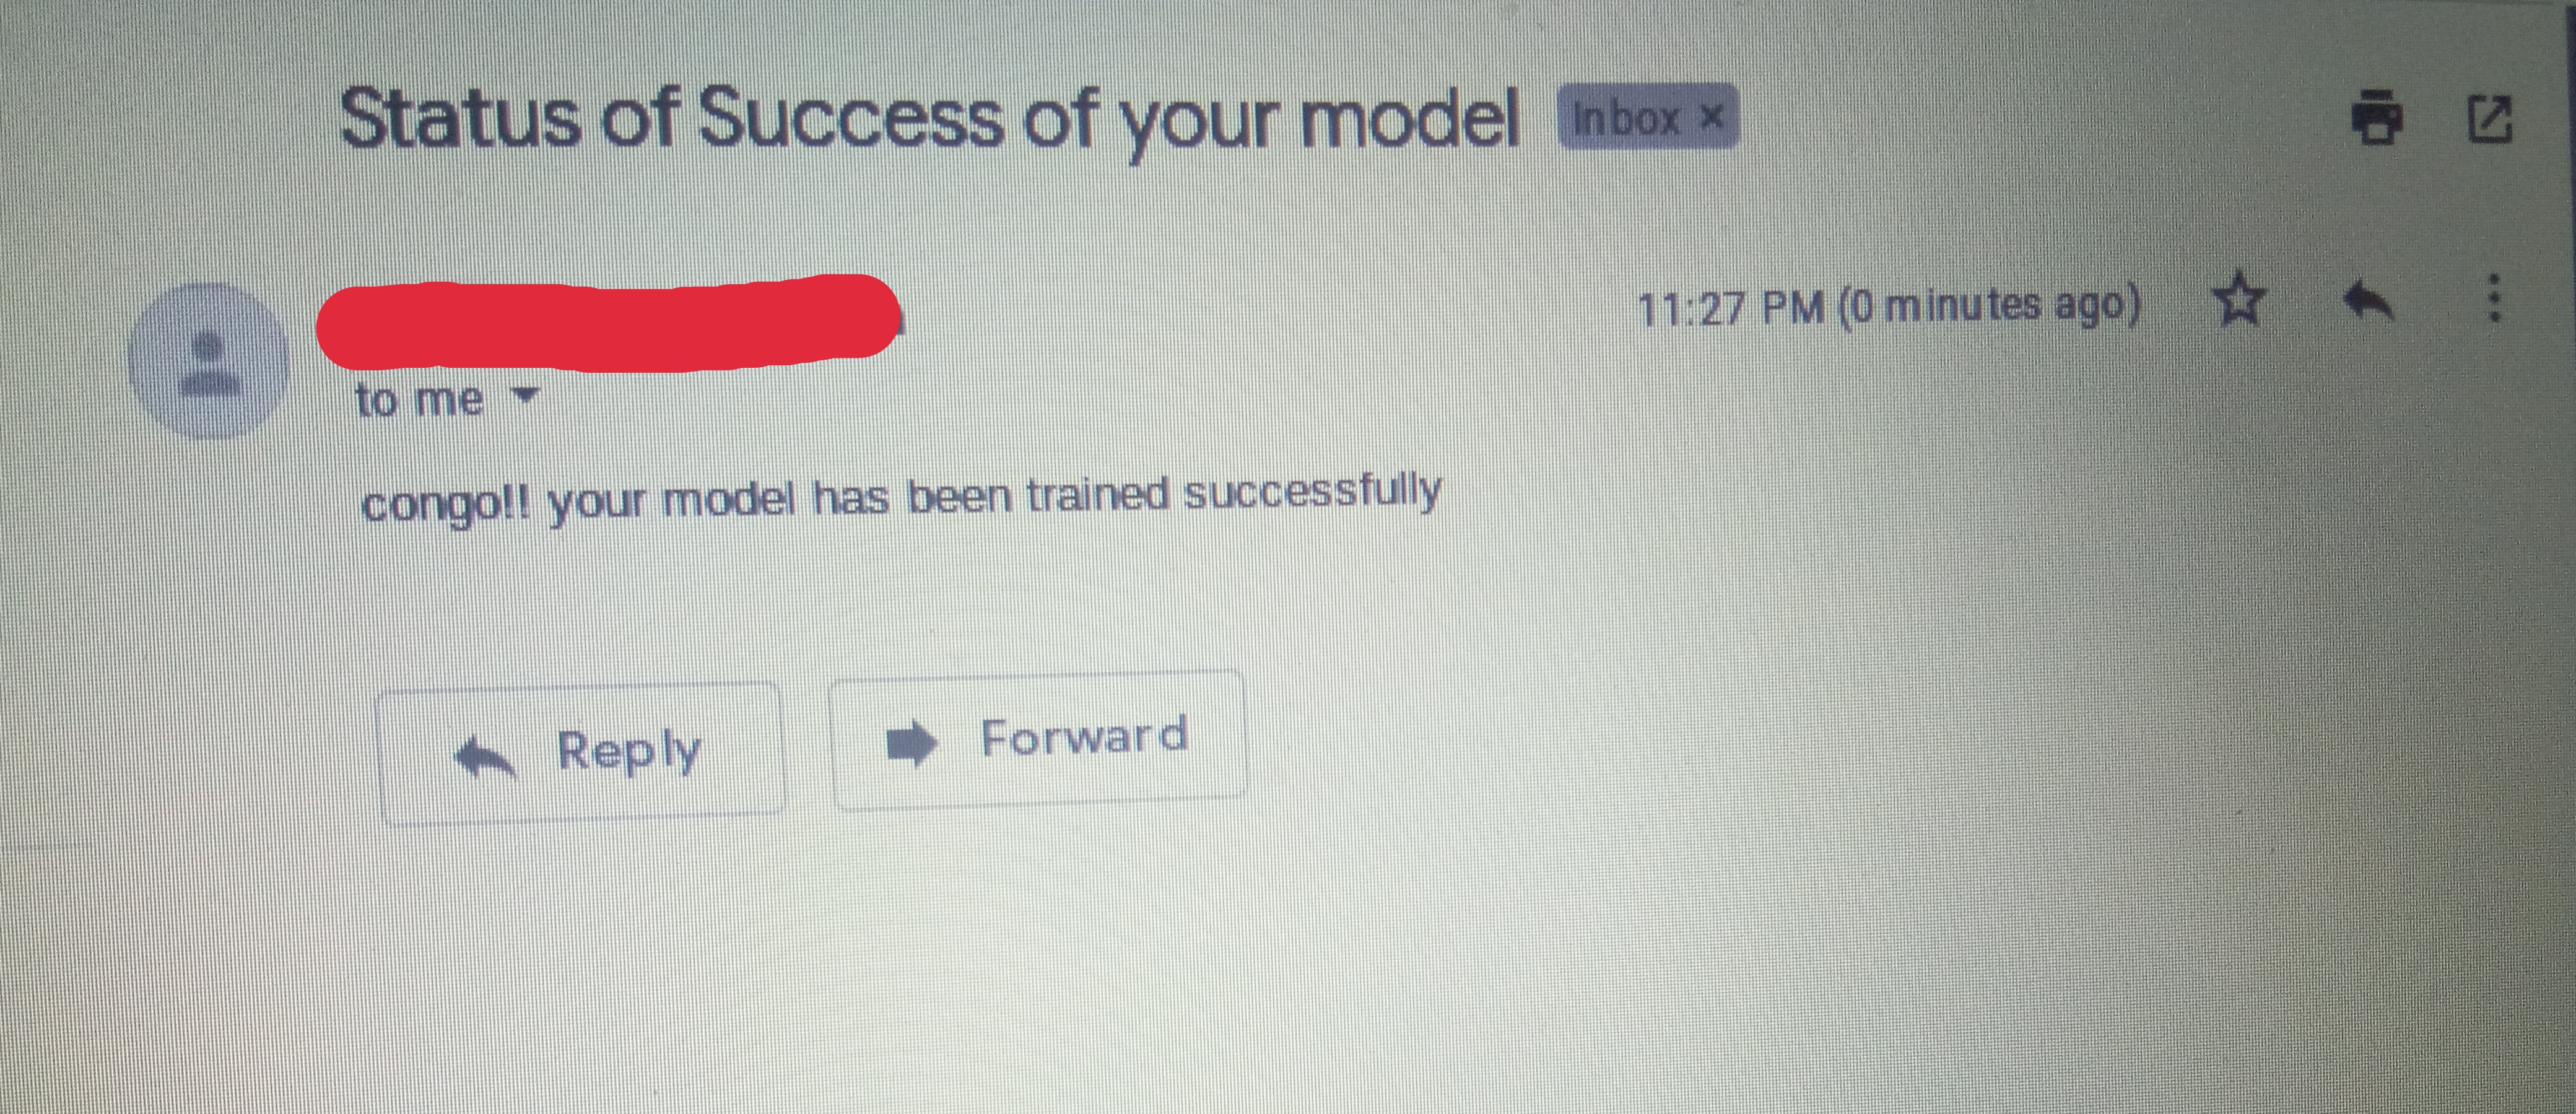 Status of Success of your model Inbox ×
11:27 PM (0 minutes ago)
to me
congo!! your model has been trained successfully
Reply Forward